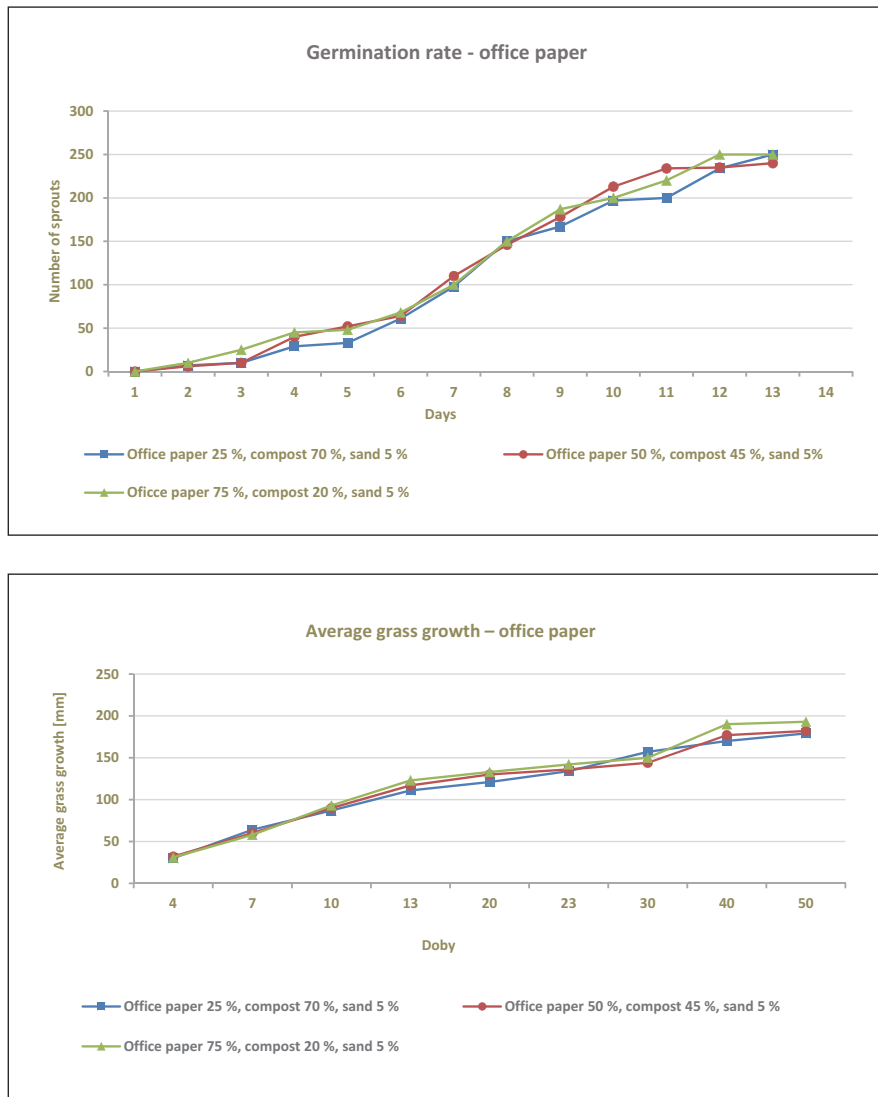 Germination rate - office paper
300
250
200
150
100
50
0
Number of sprouts
1 2 3 4 5 6 7 8 9 10 11 12 13 14
Days
Office paper 25 %, compost 70 %, sand 5 %
Office paper 50 %, compost 45 %, sand 5%
Oficce paper 75 %, compost 20 %, sand 5 %
Average grass growth – office paper
250
200
150
100
50
0
Average grass growth [mm]
4 7 10 13 20 23 30 40 50
Doby
Office paper 25 %, compost 70 %, sand 5 %
Office paper 50 %, compost 45 %, sand 5 %
Office paper 75 %, compost 20 %, sand 5 %